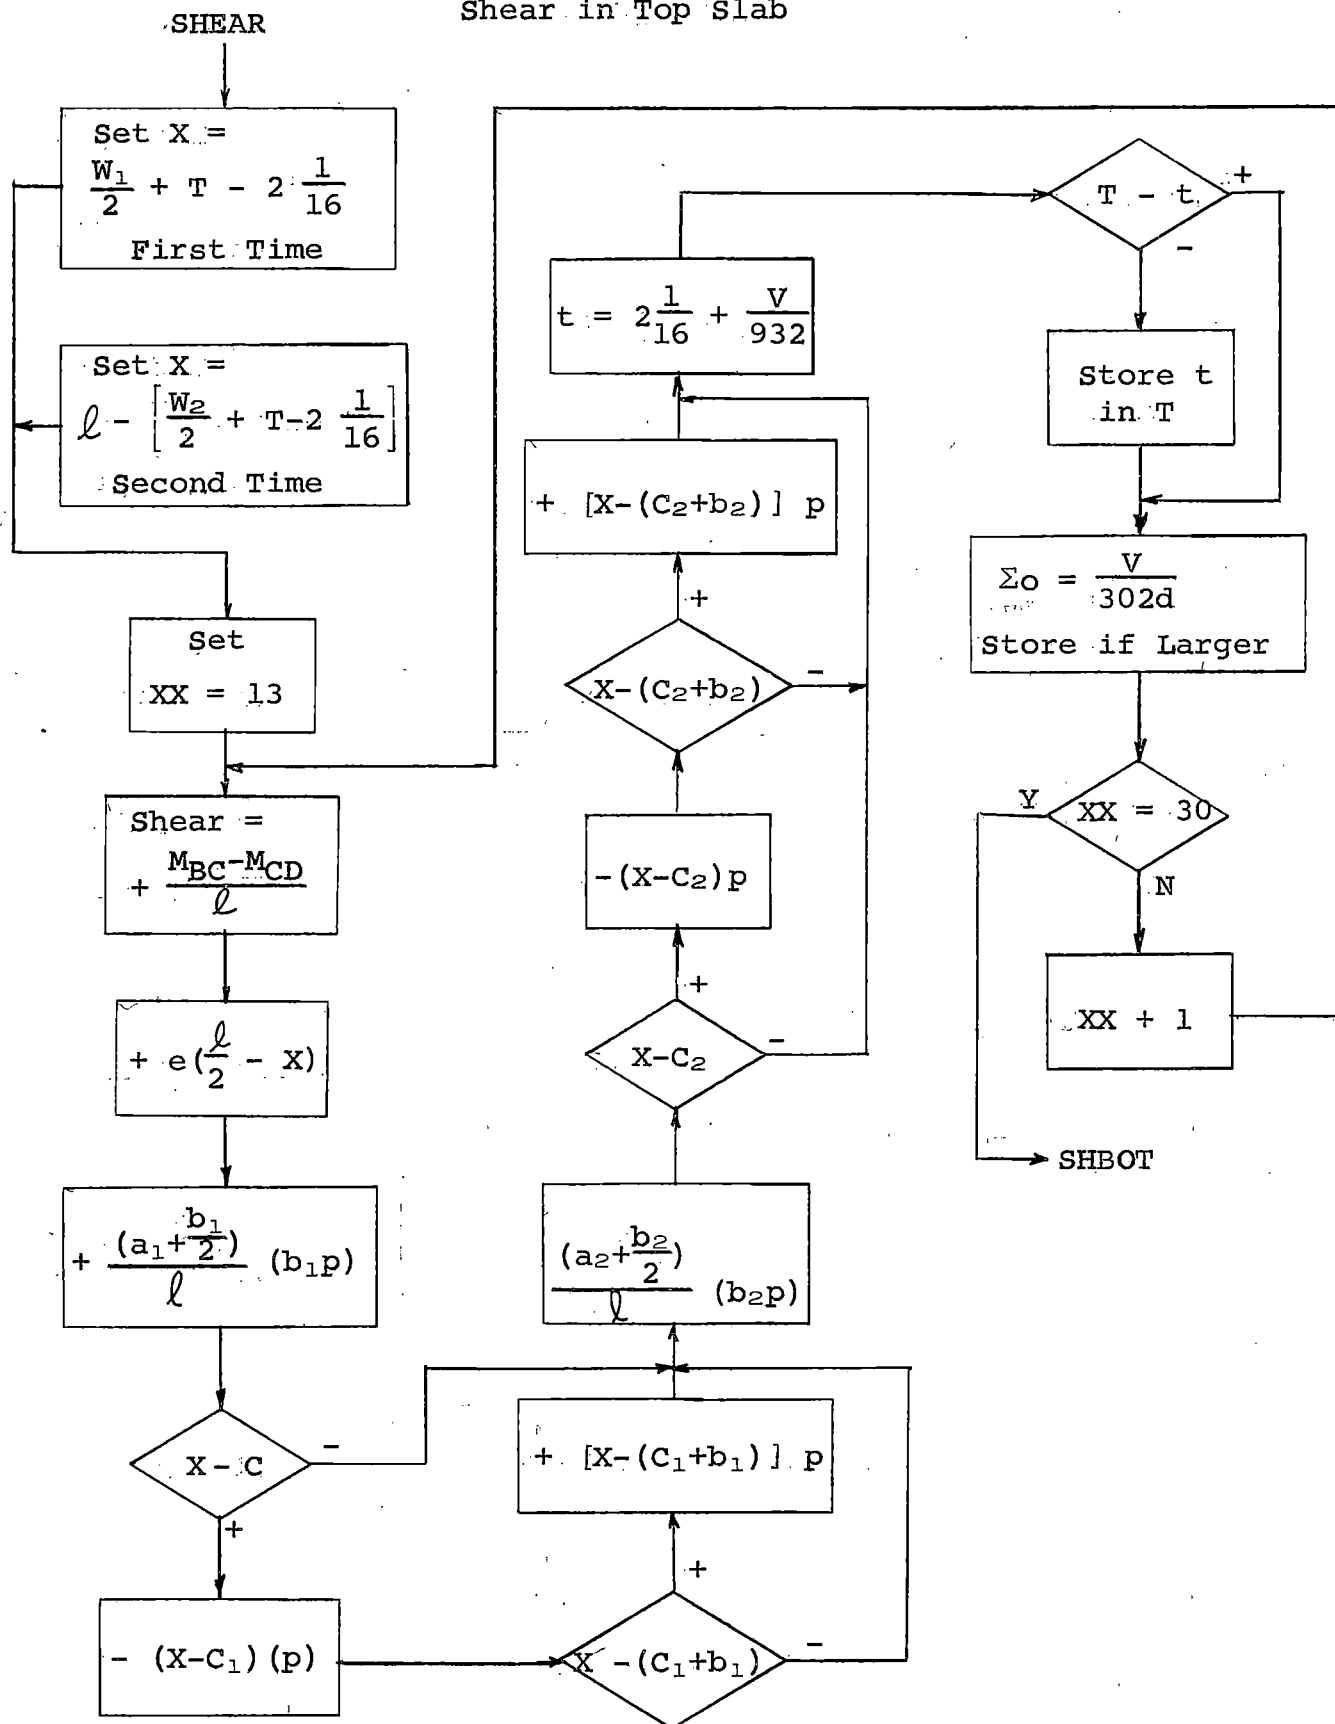 Shear in Top Slab
SHEAR
Set X =
W₁/2 + T - 2 1/16
First Time
Set X =
ℓ - [W₂/2 + T-2 1/16]
Second Time
Set
XX = 13
Shear =
+ (M_BC-M_CD)/ℓ
+ e(ℓ/2 - X)
+ (a₁+b₁/2)/ℓ (b₁p)
X - C
-
+
- (X-C₁)(p)
X -(C₁+b₁)
-
+
+ [X-(C₁+b₁)] p
(a₂+b₂/2)/ℓ (b₂p)
X-C₂
-
+
-(X-C₂)p
X-(C₂+b₂)
-
+
+ [X-(C₂+b₂)] p
t = 2 1/16 + V/932
T - t
+
-
Store t
in T
Σo = V/302d
Store if Larger
XX = 30
Y
N
XX + 1
SHBOT